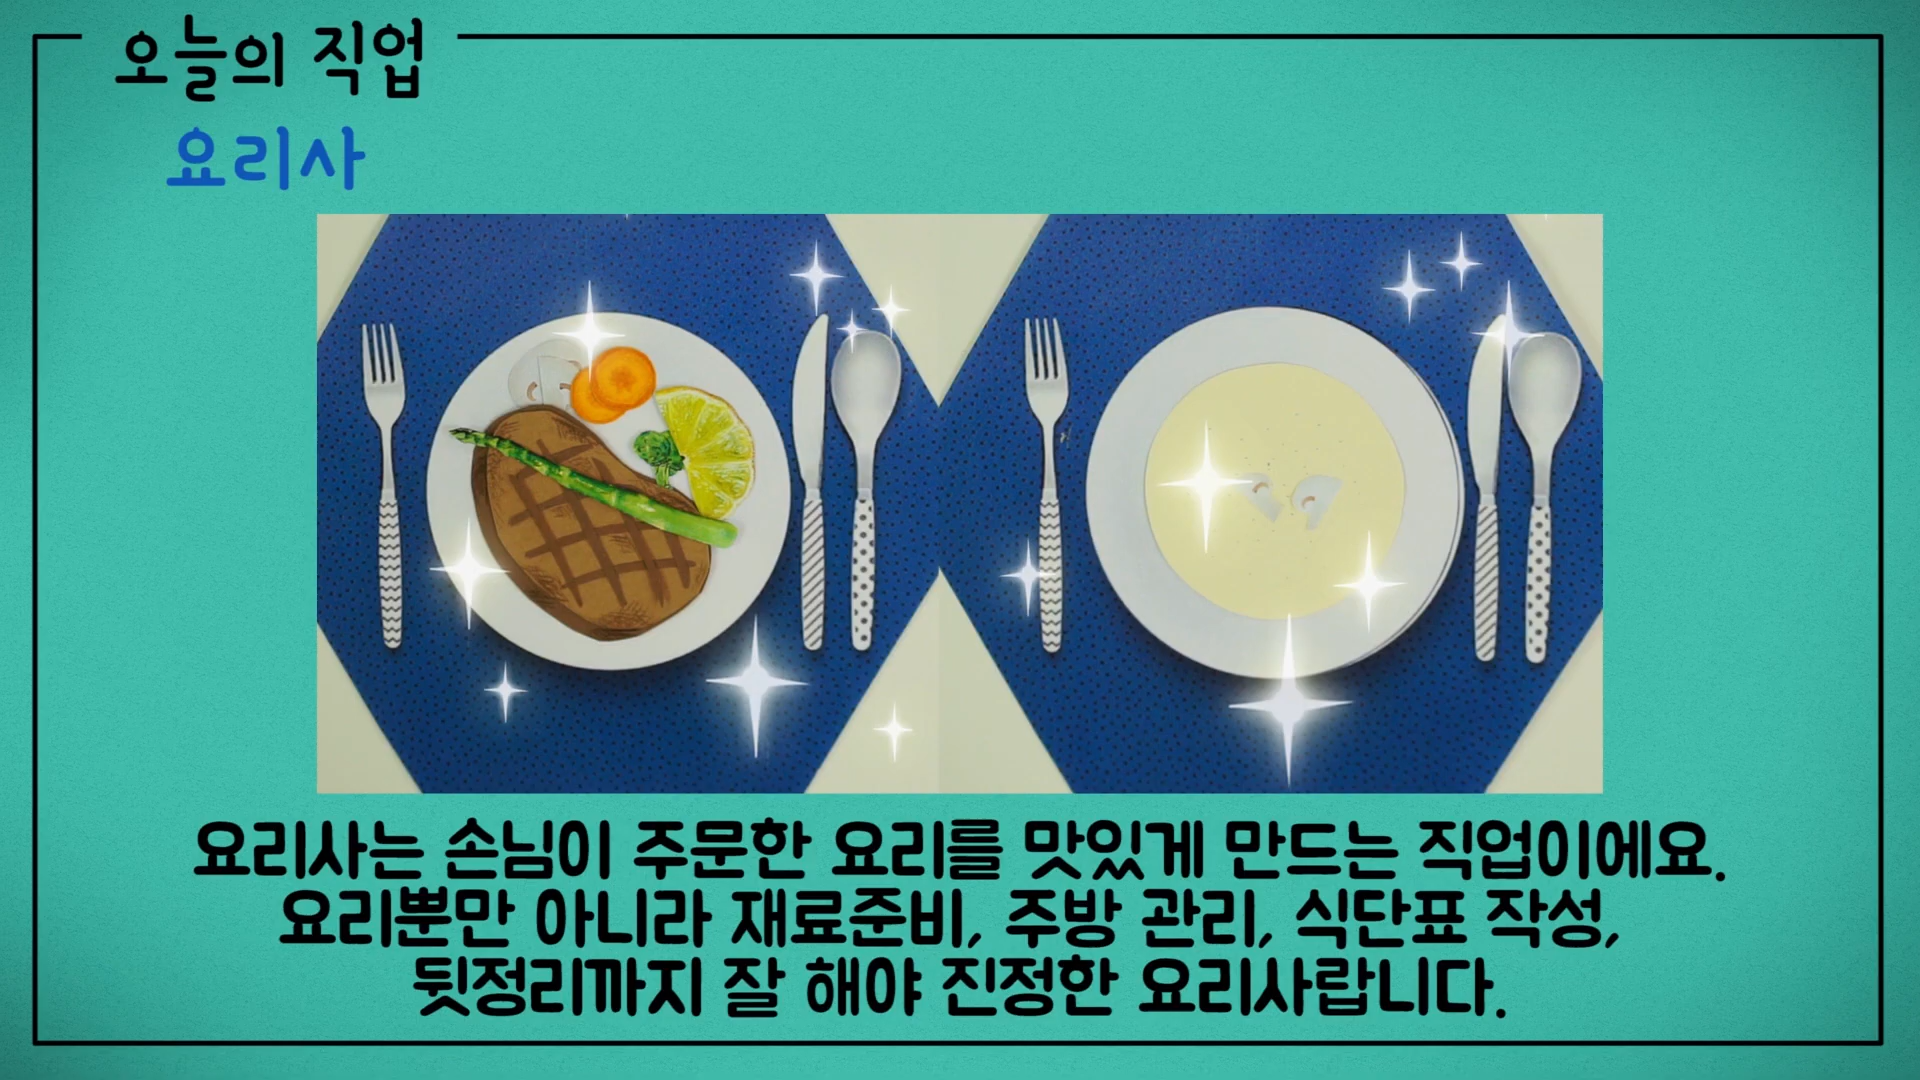 오늘의 직업
요리사
요리사는 손님이 주문한 요리를 맛있게 만드는 직업이에요.
요리뿐만 아니라 재료준비, 주방 관리, 식단표 작성,
뒷정리까지 잘 해야 진정한 요리사랍니다.